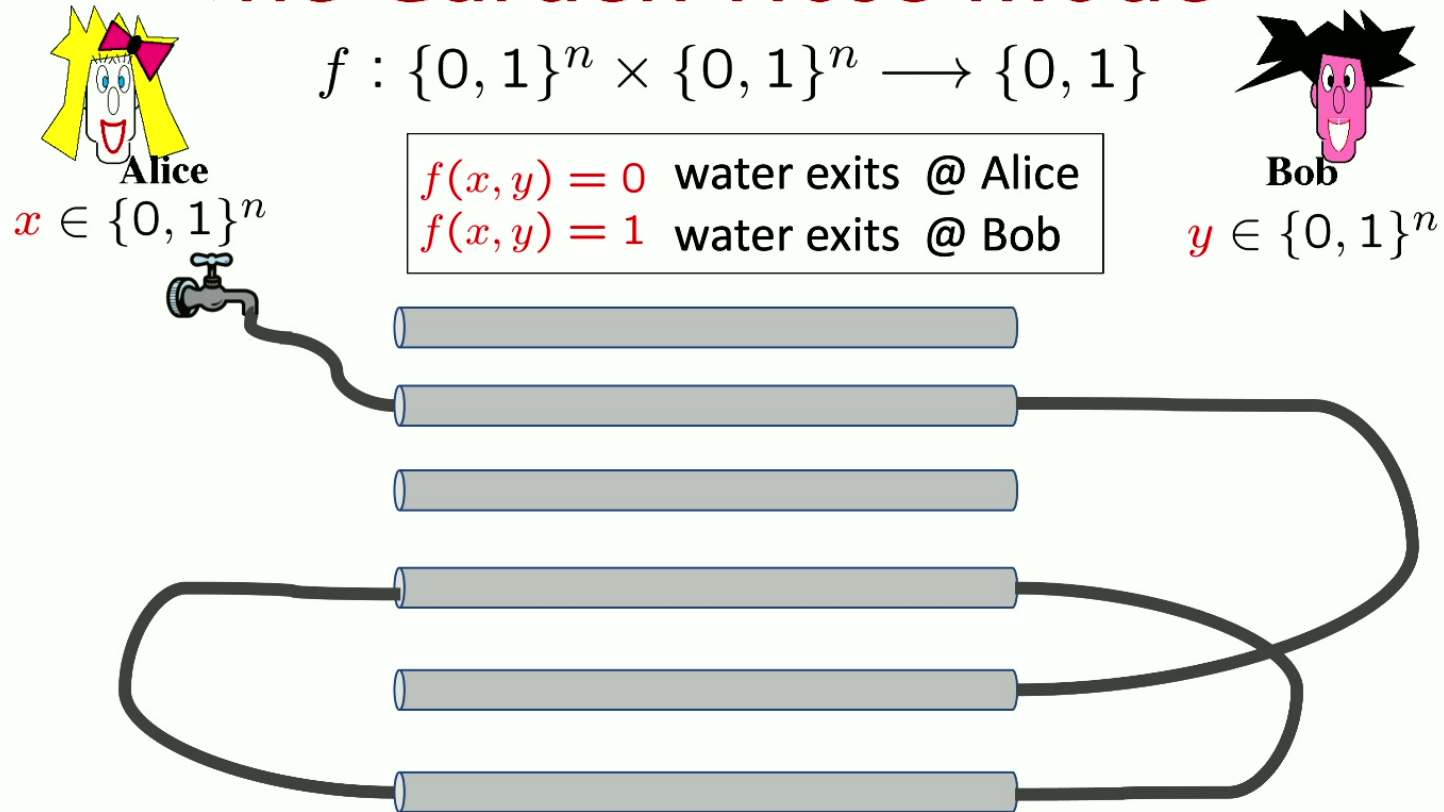 f : {0, 1}ⁿ × {0, 1}ⁿ ⟶ {0, 1}
Alice
x ∈ {0, 1}ⁿ
f(x, y) = 0 water exits @ Alice
f(x, y) = 1 water exits @ Bob
Bob
y ∈ {0, 1}ⁿ